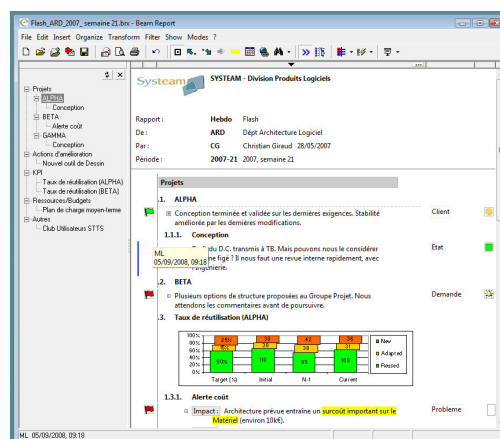 Flash_ARD_2007_ semaine 21.brx - Bearn Report
File Edit Insert Organize Transform Filter Show Modes ?
Projets
ALPHA
Conception
BETA
Alerte coût
GAMMA
Conception
Actions d'amélioration
Nouvel outil de Dessin
KPI
Taux de réutilisation (ALPHA)
Taux de réutilisation (BETA)
Ressources/Budgets
Plan de charge moyen-terme
Autres
Club Utilisateurs STTS
Systeam
SYSTEAM - Division Produits Logiciels
Rapport: Hebdo Flash
De: ARD Dépt Architecture Logiciel
Par: CG Christian Giraud 28/05/2007
Période: 2007-21 2007, semaine 21
Projets
.1. ALPHA
Conception terminée et validée sur les dernières exigences. Stabilité Client
améliorée par les dernières modifications.
1.1.1. Conception
du D.C. transmis à TB. Mais pouvons nous le considérer Etat
ne figé ? Il nous faut une revue interne rapidement, avec
l'ingénierie.
ML
05/09/2008, 09:18
.2. BETA
Plusieurs options de structure proposées au Groupe Projet. Nous Demande
attendons les commentaires avant de poursuivre.
.3. Taux de réutilisation (ALPHA)
100%
80%
60%
40%
20%
0%
Target (%) Initial N-1 Current
New
Adapted
Reused
1.3.1. Alerte coût
Impact: Architecture prévue entraîne un surcoût important sur le Probleme
Matériel (environ 10k€).
ML 05/09/2008, 09:18